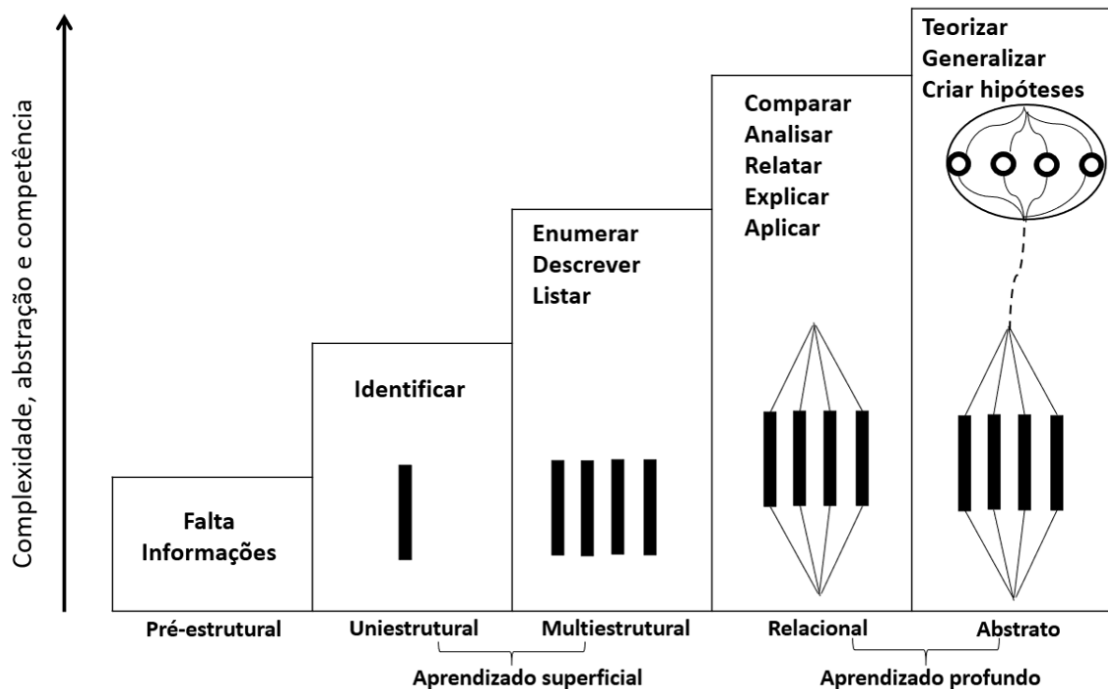 Complexidade, abstração e competência
Falta
Informações
Identificar
Enumerar
Descrever
Listar
Comparar
Analisar
Relatar
Explicar
Aplicar
Teorizar
Generalizar
Criar hipóteses
Pré-estrutural
Uniestrutural
Multiestrutural
Relacional
Abstrato
Aprendizado superficial
Aprendizado profundo